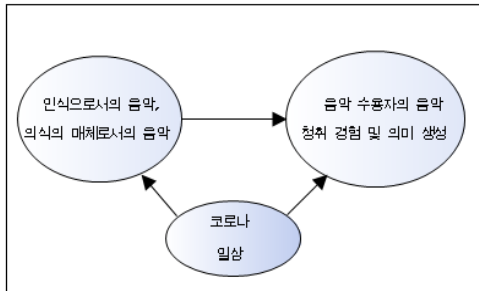 인식으로서의 음악,
의식의 매체로서의 음악
음악 수용자의 음악
청취 경험 및 의미 생성
코로나
일상